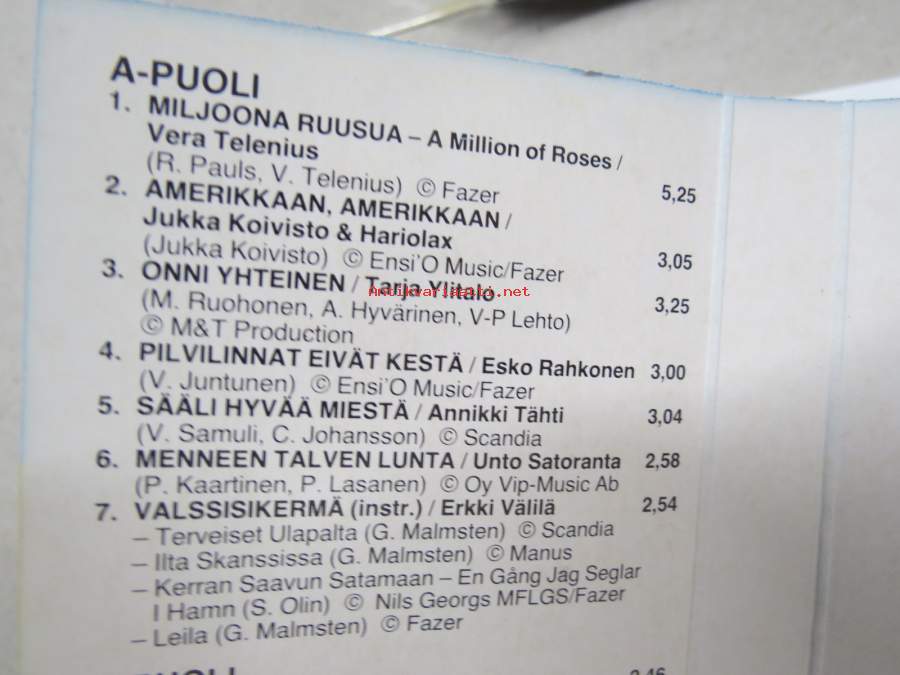 A-PUOLI
1. MILJOONA RUUSUA – A Million of Roses /
Vera Telenius
(R. Pauls, V. Telenius) © Fazer 5,25
2. AMERIKKAAN, AMERIKKAAN /
Jukka Koivisto & Hariolax
(Jukka Koivisto) © Ensi'O Music/Fazer 3,05
3. ONNI YHTEINEN / Tarja Ylitalo 3,25
Antikvariaatti.net
(M. Ruohonen, A. Hyvärinen, V-P Lehto)
© M&T Production
4. PILVILINNAT EIVÄT KESTÄ / Esko Rahkonen 3,00
(V. Juntunen) © Ensi'O Music/Fazer
5. SÄÄLI HYVÄÄ MIESTÄ / Annikki Tähti 3,04
(V. Samuli, C. Johansson) © Scandia
6. MENNEEN TALVEN LUNTA / Unto Satoranta 2,58
(P. Kaartinen, P. Lasanen) © Oy Vip-Music Ab
7. VALSSISIKERMÄ (instr.) / Erkki Välilä 2,54
– Terveiset Ulapalta (G. Malmsten) © Scandia
– Ilta Skanssissa (G. Malmsten) © Manus
– Kerran Saavun Satamaan – En Gång Jag Seglar
I Hamn (S. Olin) © Nils Georgs MFLGS/Fazer
– Leila (G. Malmsten) © Fazer